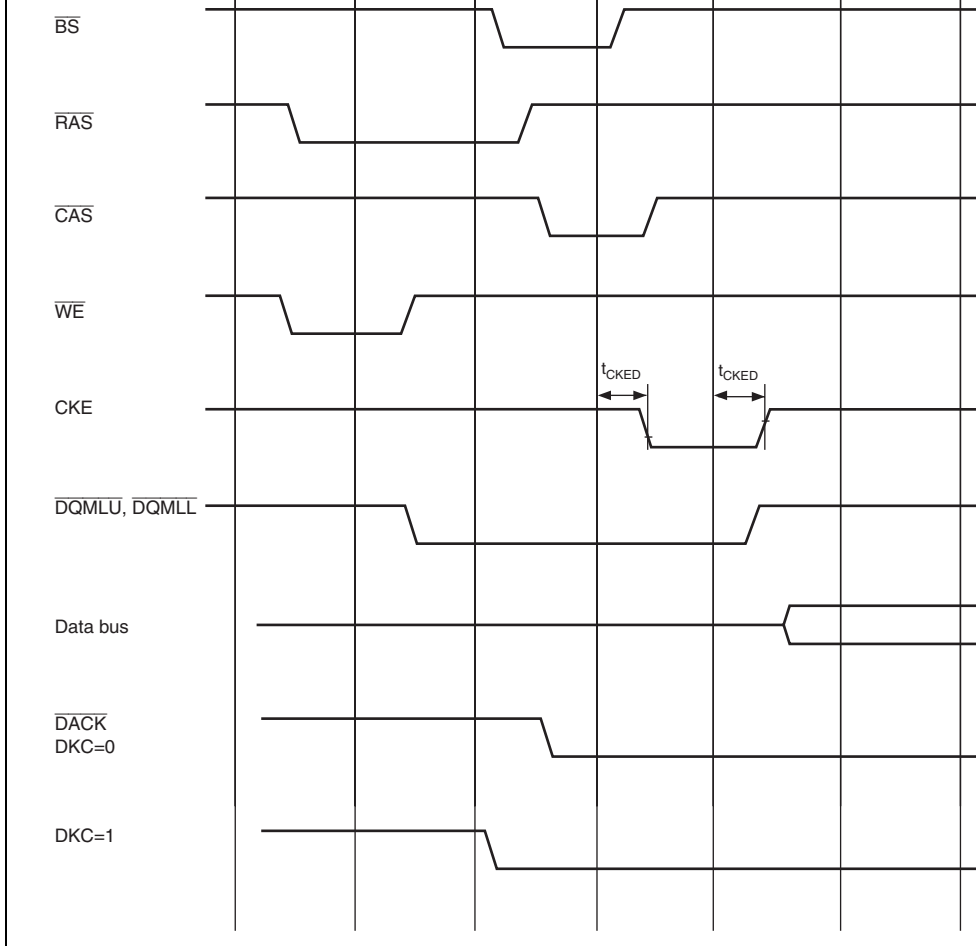 BS
RAS
CAS
WE
tCKED tCKED
CKE
DQMLU, DQMLL
Data bus
DACK
DKC=0
DKC=1